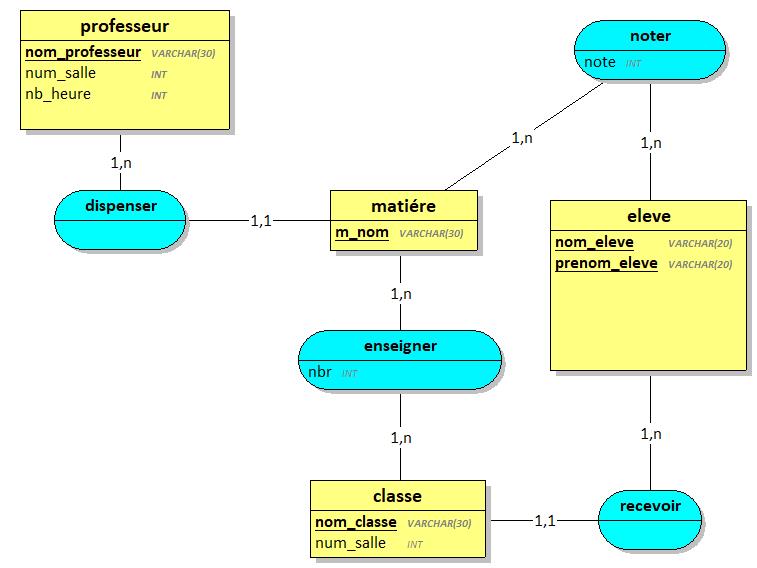 professeur
nom_professeur VARCHAR(30)
num_salle INT
nb_heure INT
noter
note INT
1,n
1,n
1,n
dispenser
1,1
matiére
m_nom VARCHAR(30)
eleve
nom_eleve VARCHAR(20)
prenom_eleve VARCHAR(20)
1,n
enseigner
nbr INT
1,n
1,n
classe
nom_classe VARCHAR(30)
num_salle INT
1,1
recevoir